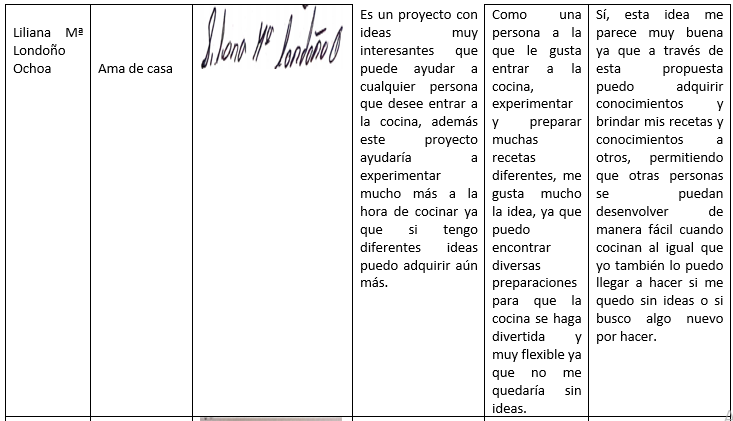 Liliana Mª
Londoño
Ochoa
Ama de casa
Liliana Mª Londoño O
Es un proyecto con
ideas muy
interesantes que
puede ayudar a
cualquier persona
que desee entrar a
la cocina, además
este proyecto
ayudaría a
experimentar
mucho más a la
hora de cocinar ya
que si tengo
diferentes ideas
puedo adquirir aún
más.
Como una
persona a la
que le gusta
entrar a la
cocina,
experimentar
y preparar
muchas
recetas
diferentes, me
gusta mucho
la idea, ya que
puedo
encontrar
diversas
preparaciones
para que la
cocina se haga
divertida y
muy flexible ya
que no me
quedaría sin
ideas.
Sí, esta idea me
parece muy buena
ya que a través de
esta propuesta
puedo adquirir
conocimientos y
brindar mis recetas y
conocimientos a
otros, permitiendo
que otras personas
se puedan
desenvolver de
manera fácil cuando
cocinan al igual que
yo también lo puedo
llegar a hacer si me
quedo sin ideas o si
busco algo nuevo
por hacer.